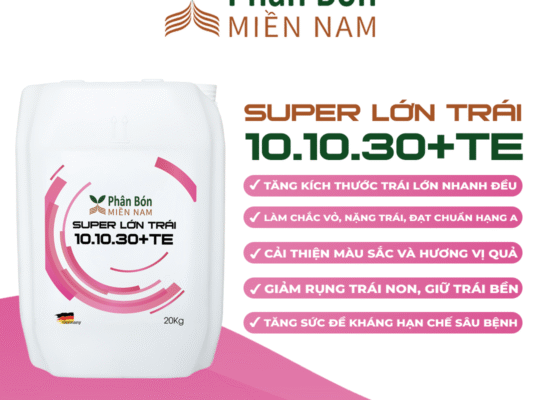 Phân Bón
MIỀN NAM
SUPER LỚN TRÁI
10.10.30+TE
✓ TĂNG KÍCH THƯỚC TRÁI LỚN NHANH ĐỀU
✓ LÀM CHẮC VỎ, NẶNG TRÁI, ĐẠT CHUẨN HẠNG A
✓ CẢI THIỆN MÀU SẮC VÀ HƯƠNG VỊ QUẢ
✓ GIẢM RỤNG TRÁI NON, GIỮ TRÁI BỀN
✓ TĂNG SỨC ĐỀ KHÁNG HẠN CHẾ SÂU BỆNH
Phân Bón
MIỀN NAM
SUPER LỚN TRÁI
10.10.30+TE
Germany
20Kg